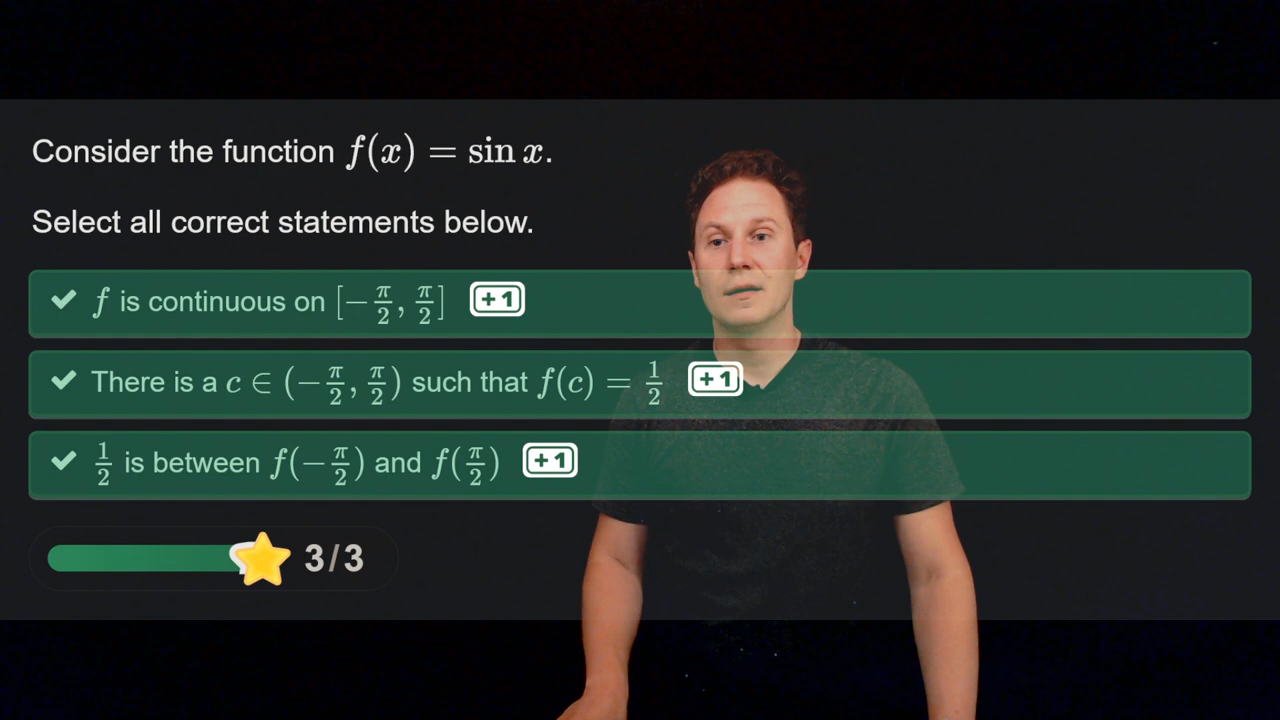 Consider the function f(x) = sin x.
Select all correct statements below.
✓ f is continuous on [−π/2, π/2] +1
✓ There is a c ∈ (−π/2, π/2) such that f(c) = 1/2 +1
✓ 1/2 is between f(−π/2) and f(π/2) +1
3/3